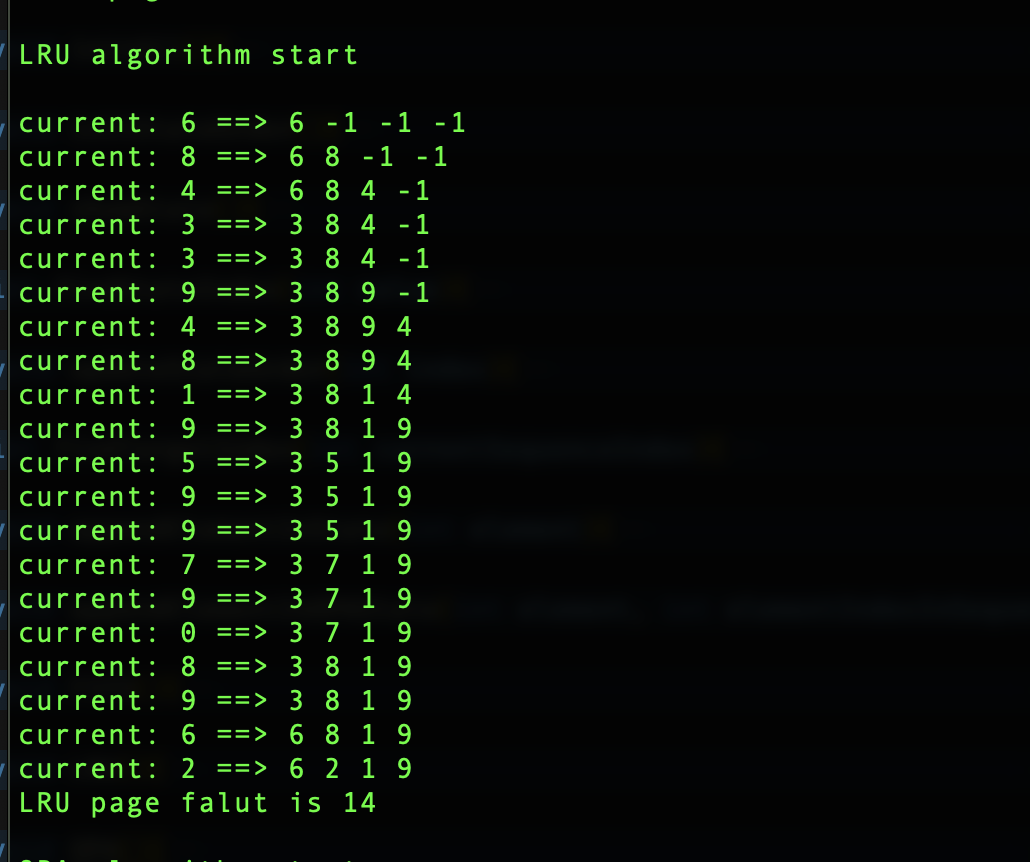 LRU algorithm start
current: 6 ==> 6 -1 -1 -1
current: 8 ==> 6 8 -1 -1
current: 4 ==> 6 8 4 -1
current: 3 ==> 3 8 4 -1
current: 3 ==> 3 8 4 -1
current: 9 ==> 3 8 9 -1
current: 4 ==> 3 8 9 4
current: 8 ==> 3 8 9 4
current: 1 ==> 3 8 1 4
current: 9 ==> 3 8 1 9
current: 5 ==> 3 5 1 9
current: 9 ==> 3 5 1 9
current: 9 ==> 3 5 1 9
current: 7 ==> 3 7 1 9
current: 9 ==> 3 7 1 9
current: 0 ==> 3 7 1 9
current: 8 ==> 3 8 1 9
current: 9 ==> 3 8 1 9
current: 6 ==> 6 8 1 9
current: 2 ==> 6 2 1 9
LRU page falut is 14